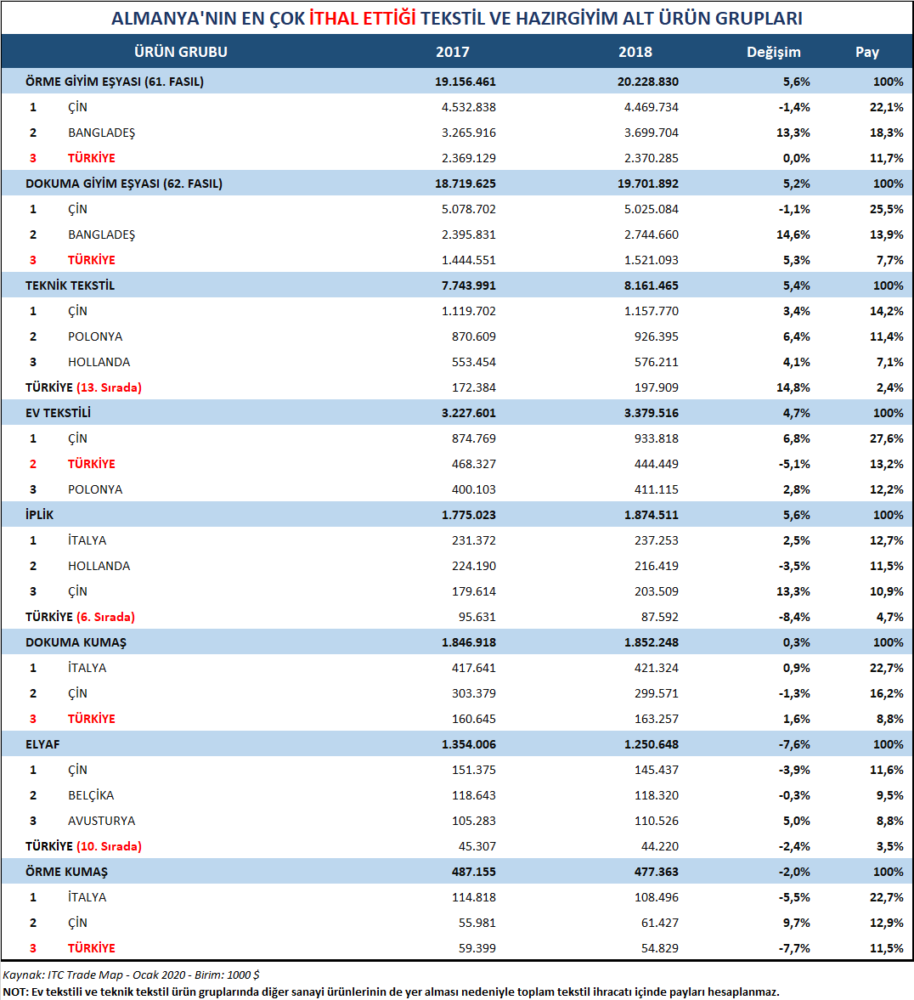 ALMANYA'NIN EN ÇOK İTHAL ETTİĞİ TEKSTİL VE HAZIRGİYİM ALT ÜRÜN GRUPLARI
ÜRÜN GRUBU 2017 2018 Değişim Pay
ÖRME GİYİM EŞYASI (61. FASIL) 19.156.461 20.228.830 5,6% 100%
1 ÇİN 4.532.838 4.469.734 -1,4% 22,1%
2 BANGLADEŞ 3.265.916 3.699.704 13,3% 18,3%
3 TÜRKİYE 2.369.129 2.370.285 0,0% 11,7%
DOKUMA GİYİM EŞYASI (62. FASIL) 18.719.625 19.701.892 5,2% 100%
1 ÇİN 5.078.702 5.025.084 -1,1% 25,5%
2 BANGLADEŞ 2.395.831 2.744.660 14,6% 13,9%
3 TÜRKİYE 1.444.551 1.521.093 5,3% 7,7%
TEKNİK TEKSTİL 7.743.991 8.161.465 5,4% 100%
1 ÇİN 1.119.702 1.157.770 3,4% 14,2%
2 POLONYA 870.609 926.395 6,4% 11,4%
3 HOLLANDA 553.454 576.211 4,1% 7,1%
TÜRKİYE (13. Sırada) 172.384 197.909 14,8% 2,4%
EV TEKSTİLİ 3.227.601 3.379.516 4,7% 100%
1 ÇİN 874.769 933.818 6,8% 27,6%
2 TÜRKİYE 468.327 444.449 -5,1% 13,2%
3 POLONYA 400.103 411.115 2,8% 12,2%
İPLİK 1.775.023 1.874.511 5,6% 100%
1 İTALYA 231.372 237.253 2,5% 12,7%
2 HOLLANDA 224.190 216.419 -3,5% 11,5%
3 ÇİN 179.614 203.509 13,3% 10,9%
TÜRKİYE (6. Sırada) 95.631 87.592 -8,4% 4,7%
DOKUMA KUMAŞ 1.846.918 1.852.248 0,3% 100%
1 İTALYA 417.641 421.324 0,9% 22,7%
2 ÇİN 303.379 299.571 -1,3% 16,2%
3 TÜRKİYE 160.645 163.257 1,6% 8,8%
ELYAF 1.354.006 1.250.648 -7,6% 100%
1 ÇİN 151.375 145.437 -3,9% 11,6%
2 BELÇİKA 118.643 118.320 -0,3% 9,5%
3 AVUSTURYA 105.283 110.526 5,0% 8,8%
TÜRKİYE (10. Sırada) 45.307 44.220 -2,4% 3,5%
ÖRME KUMAŞ 487.155 477.363 -2,0% 100%
1 İTALYA 114.818 108.496 -5,5% 22,7%
2 ÇİN 55.981 61.427 9,7% 12,9%
3 TÜRKİYE 59.399 54.829 -7,7% 11,5%
Kaynak: ITC Trade Map - Ocak 2020 - Birim: 1000 $
NOT: Ev tekstili ve teknik tekstil ürün gruplarında diğer sanayi ürünlerinin de yer alması nedeniyle toplam tekstil ihracatı içinde payları hesaplanmaz.